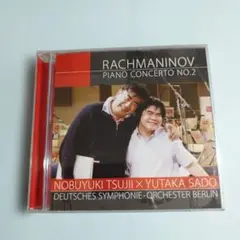 RACHMANINOV
PIANO CONCERTO NO.2
NOBUYUKI TSUJII × YUTAKA SADO
DEUTSCHES SYMPHONIE-ORCHESTER BERLIN